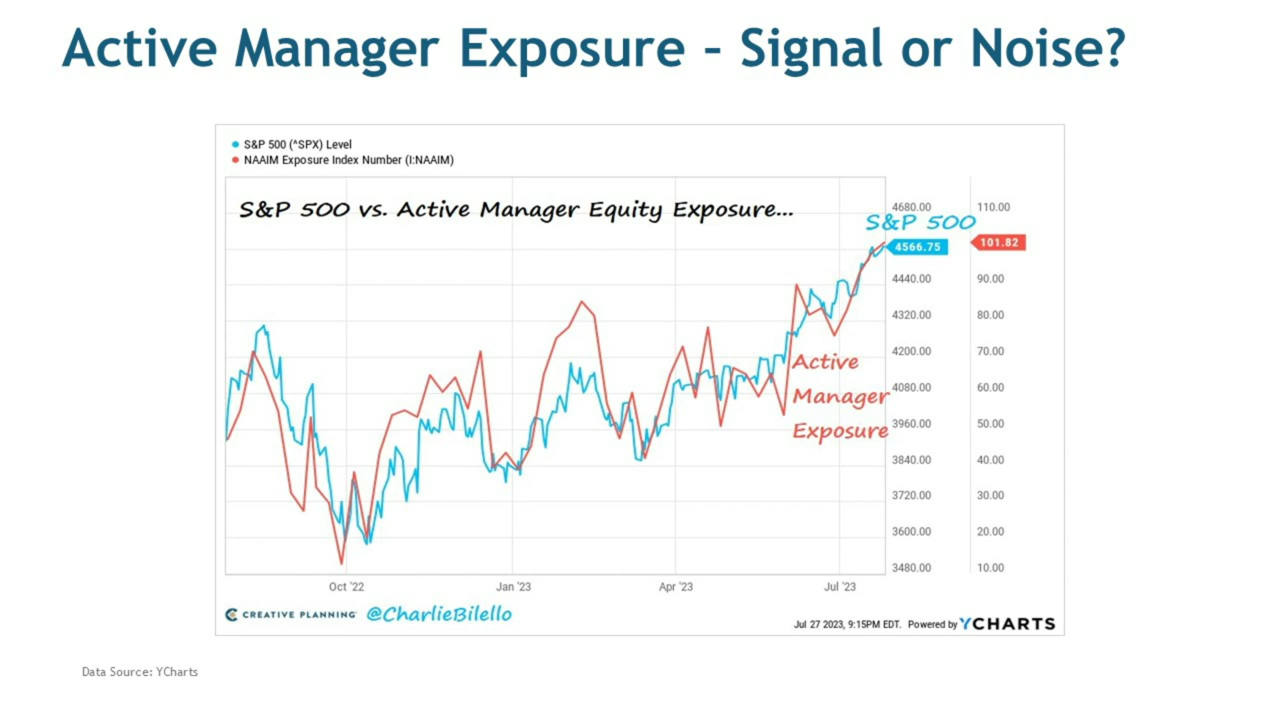 Active Manager Exposure – Signal or Noise?
S&P 500 (^SPX) Level
NAAIM Exposure Index Number (I:NAAIM)
S&P 500 vs. Active Manager Equity Exposure...
4680.00 110.00
S&P 500
4566.75 101.82
4440.00 90.00
4320.00 80.00
4200.00 70.00
Active
4080.00 60.00
Manager
3960.00 50.00
Exposure
3840.00 40.00
3720.00 30.00
3600.00 20.00
3480.00 10.00
Oct '22 Jan '23 Apr '23 Jul '23
CREATIVE PLANNING @CharlieBilello
Jul 27 2023, 9:15PM EDT. Powered by YCHARTS
Data Source: YCharts